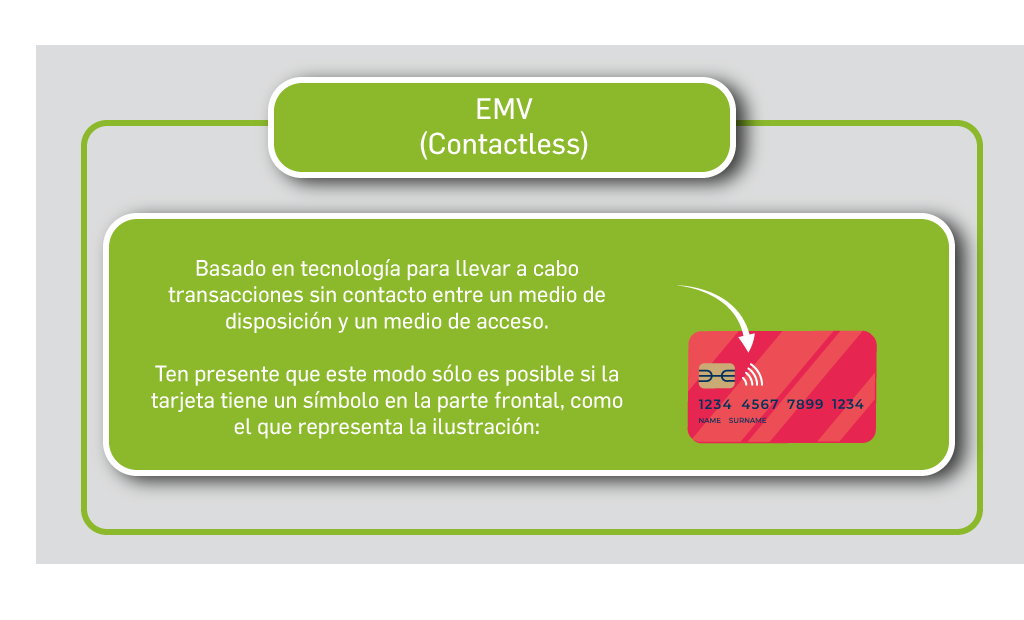 EMV
(Contactless)
Basado en tecnología para llevar a cabo
transacciones sin contacto entre un medio de
disposición y un medio de acceso.
Ten presente que este modo sólo es posible si la
tarjeta tiene un símbolo en la parte frontal, como
el que representa la ilustración:
1234 4567 7899 1234
NAME SURNAME